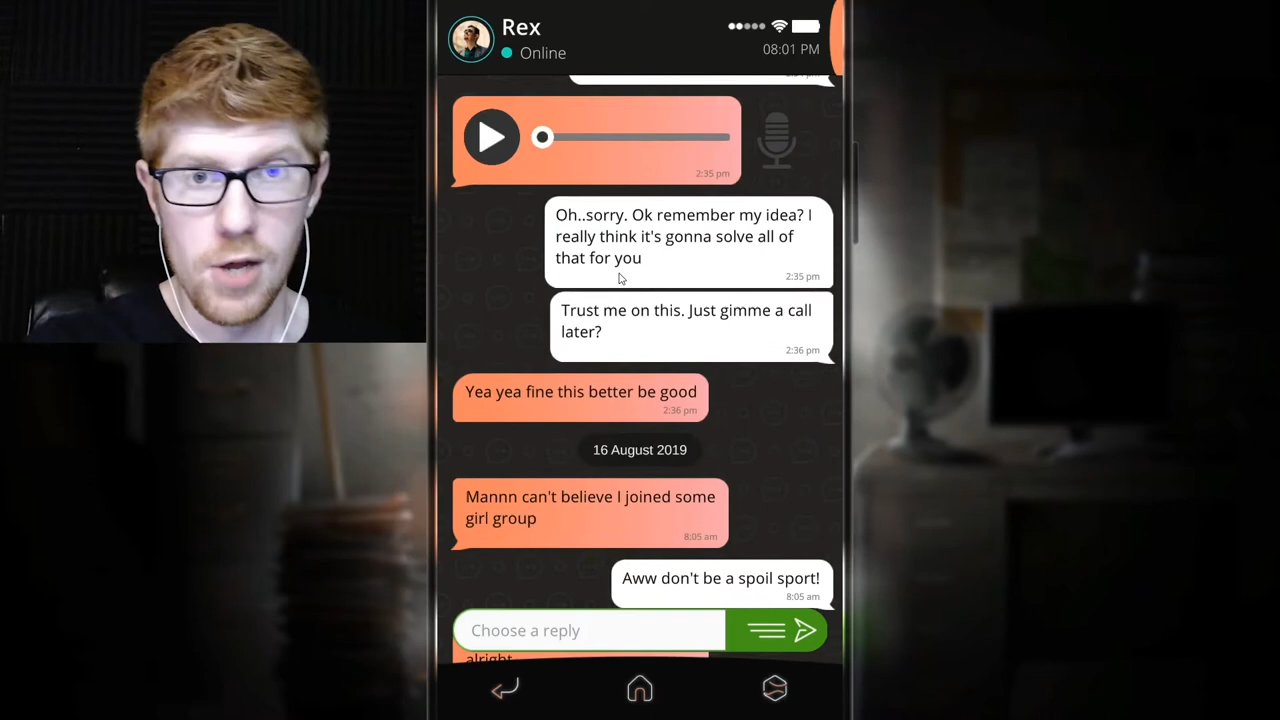 Rex
Online
08:01 PM
2:35 pm
Oh..sorry. Ok remember my idea? I
really think it's gonna solve all of
that for you
2:35 pm
Trust me on this. Just gimme a call
later?
2:36 pm
Yea yea fine this better be good
2:36 pm
16 August 2019
Mannn can't believe I joined some
girl group
8:05 am
Aww don't be a spoil sport!
8:05 am
Choose a reply
alright